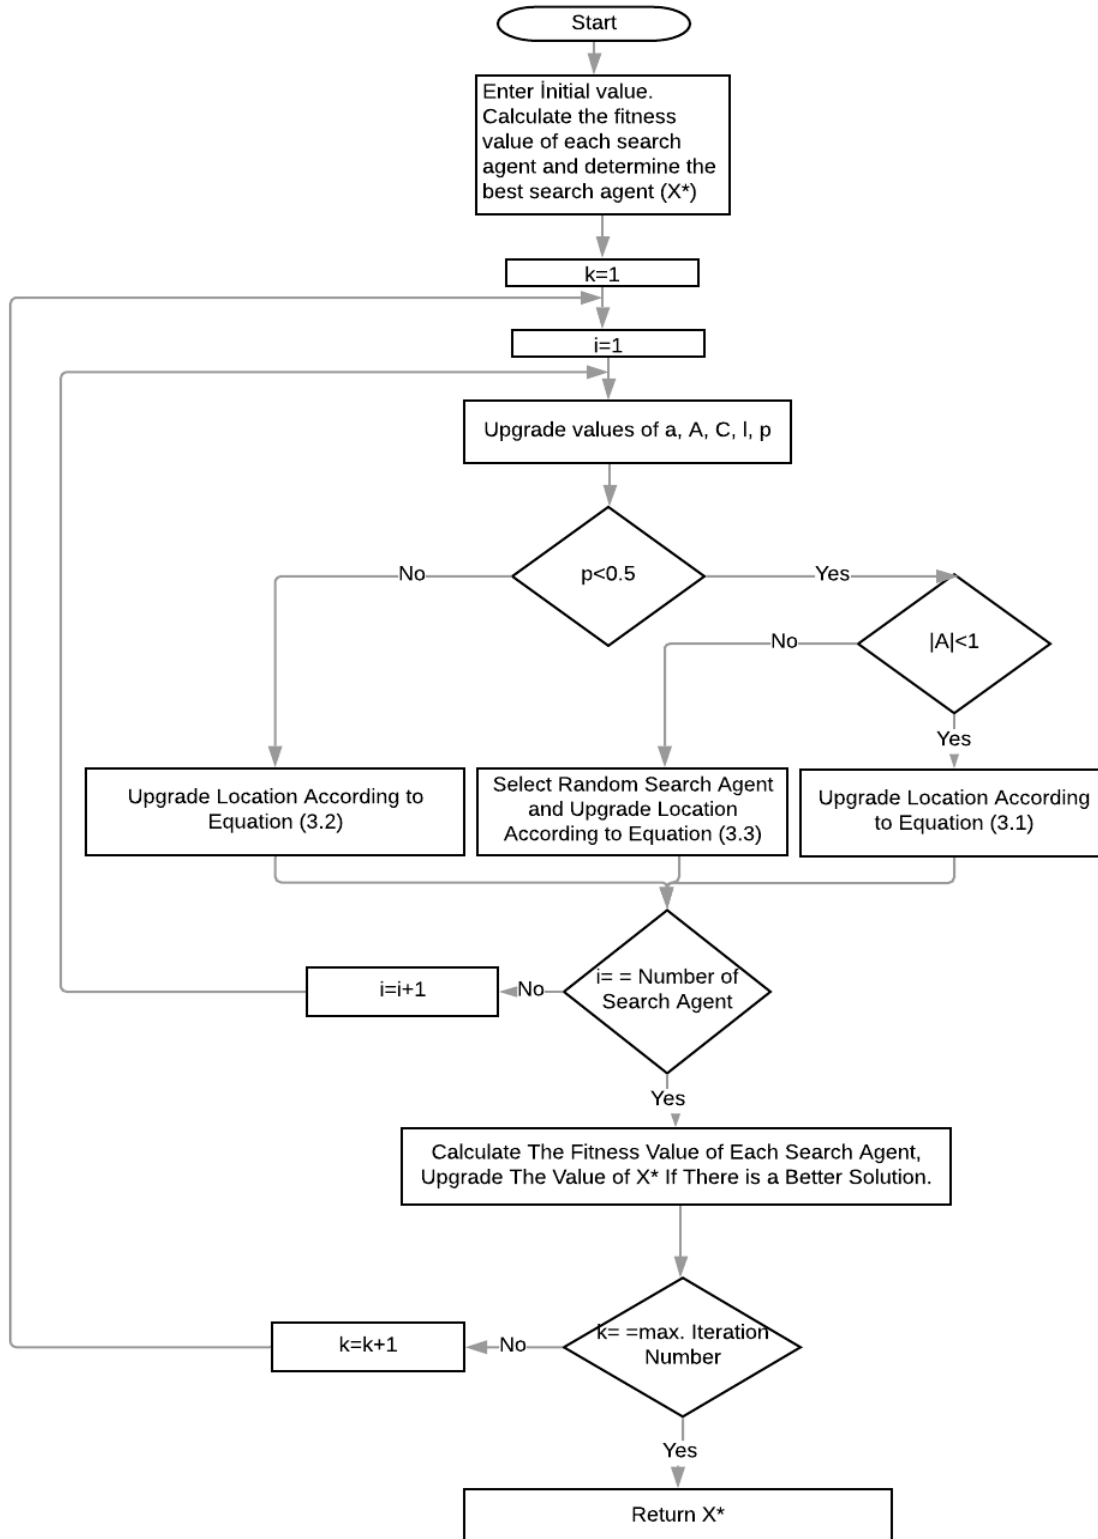 Start
Enter İnitial value.
Calculate the fitness
value of each search
agent and determine the
best search agent (X*)
k=1
i=1
Upgrade values of a, A, C, l, p
p<0.5
No
Yes
|A|<1
No
Yes
Upgrade Location According to
Equation (3.2)
Select Random Search Agent
and Upgrade Location
According to Equation (3.3)
Upgrade Location According
to Equation (3.1)
i= = Number of
Search Agent
No
i=i+1
Yes
Calculate The Fitness Value of Each Search Agent,
Upgrade The Value of X* If There is a Better Solution.
k= =max. Iteration
Number
No
k=k+1
Yes
Return X*